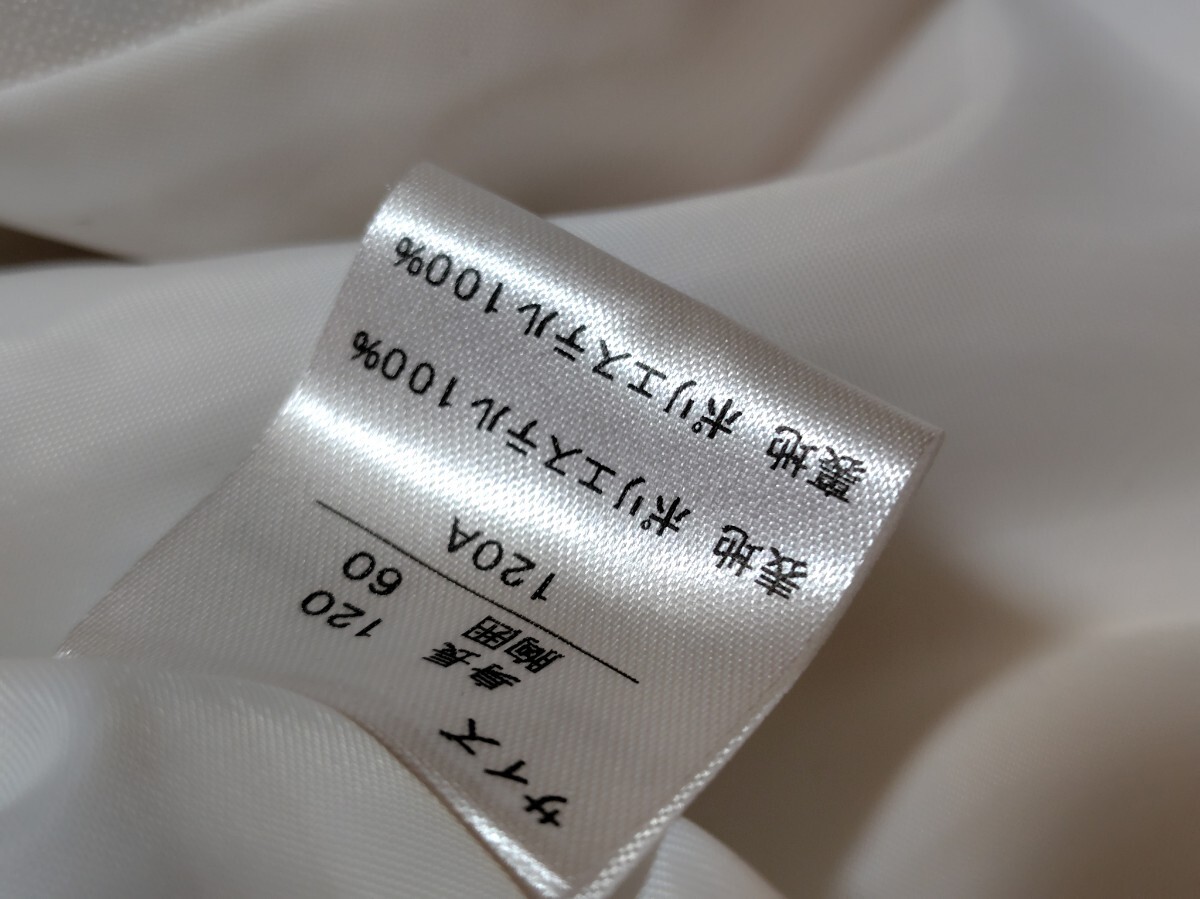 サイズ
身長 120
胸囲 60
120A
表地 ポリエステル100%
裏地 ポリエステル100%